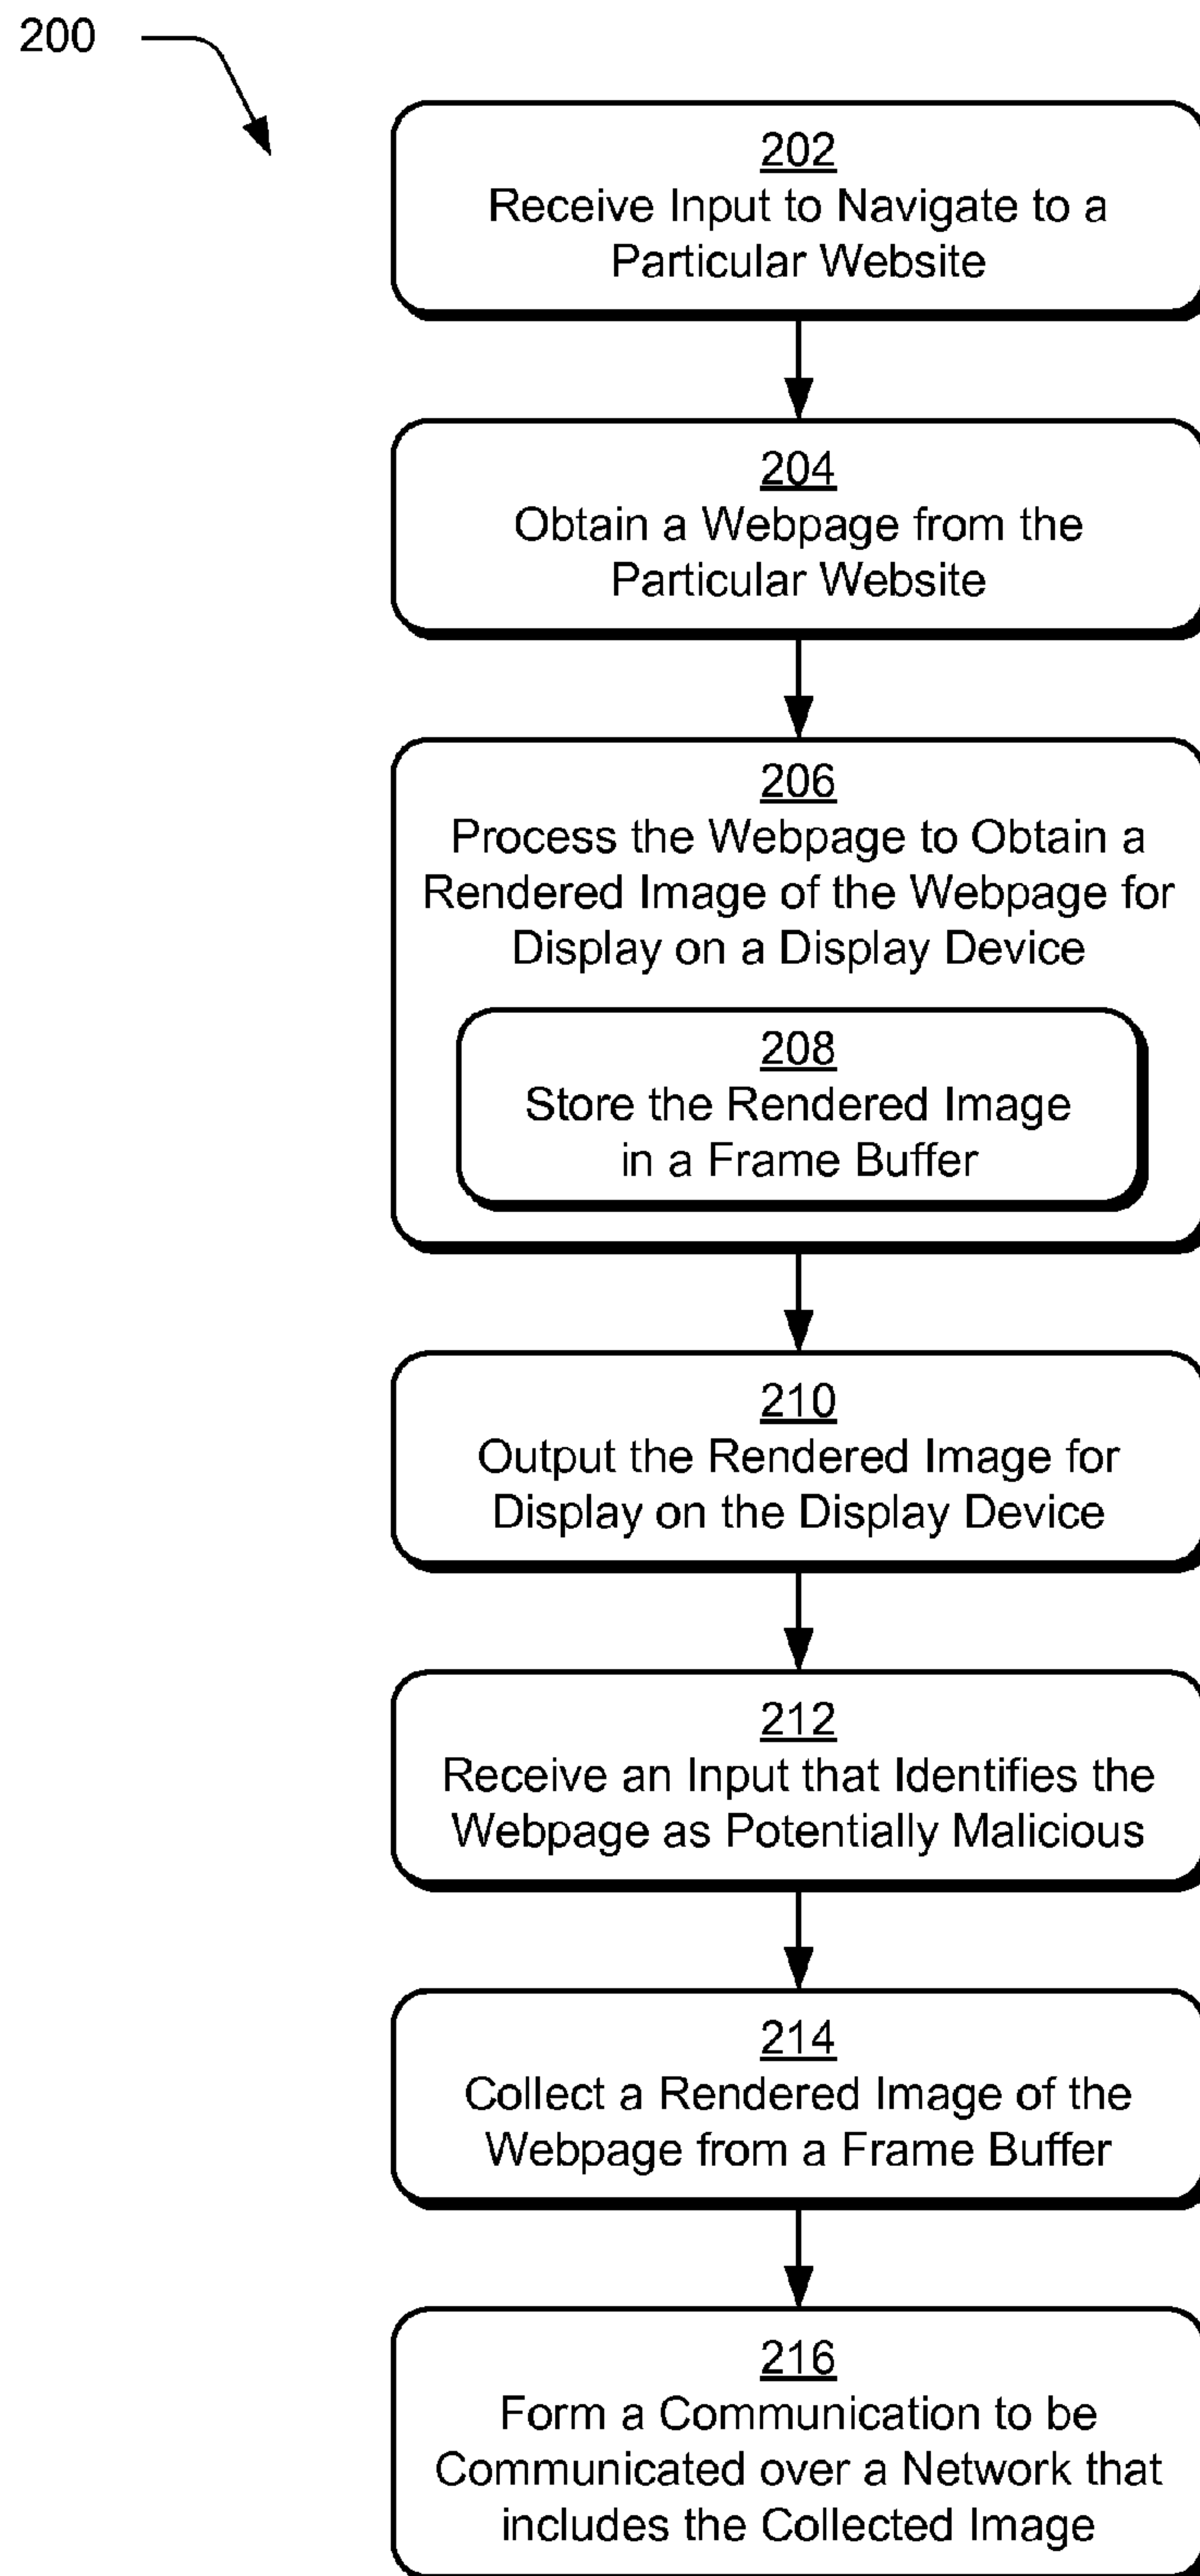 200
202
Receive Input to Navigate to a
Particular Website
204
Obtain a Webpage from the
Particular Website
206
Process the Webpage to Obtain a
Rendered Image of the Webpage for
Display on a Display Device
208
Store the Rendered Image
in a Frame Buffer
210
Output the Rendered Image for
Display on the Display Device
212
Receive an Input that Identifies the
Webpage as Potentially Malicious
214
Collect a Rendered Image of the
Webpage from a Frame Buffer
216
Form a Communication to be
Communicated over a Network that
includes the Collected Image